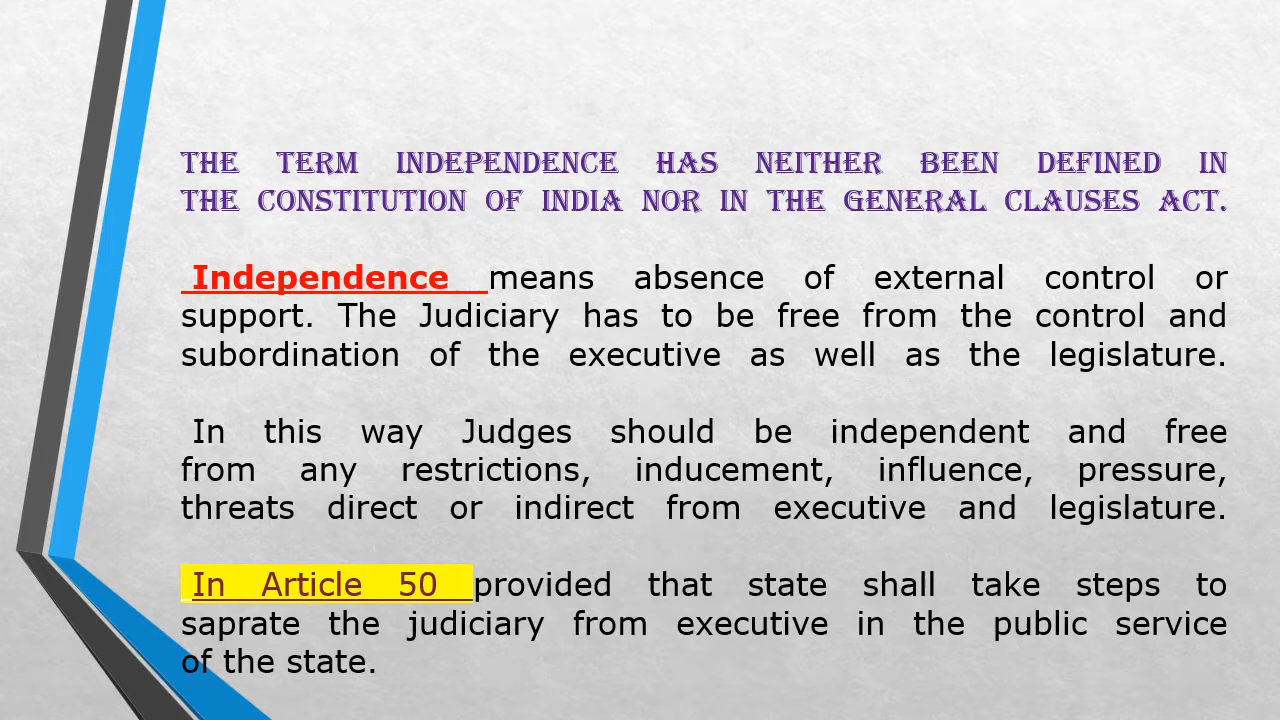 THE TERM INDEPENDENCE HAS NEITHER BEEN DEFINED IN
THE CONSTITUTION OF INDIA NOR IN THE GENERAL CLAUSES ACT.
Independence means absence of external control or
support. The Judiciary has to be free from the control and
subordination of the executive as well as the legislature.
In this way Judges should be independent and free
from any restrictions, inducement, influence, pressure,
threats direct or indirect from executive and legislature.
In Article 50 provided that state shall take steps to
saprate the judiciary from executive in the public service
of the state.